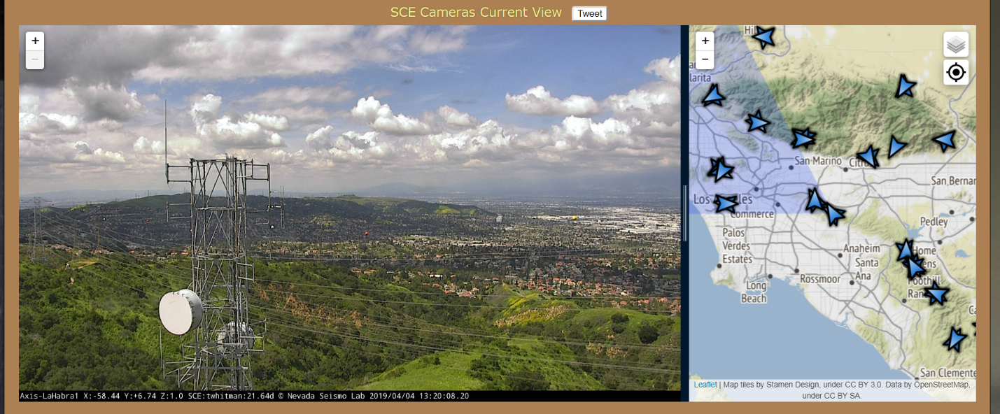 SCE Cameras Current View Tweet
+
−
Axis-LaHabra1 X:-58.44 Y:+6.74 Z:1.0 SCE:twhitman:21.64d © Nevada Seismo Lab 2019/04/04 13:20:08.20
+
−
Hi
larita
San Marino
Citr
San Bernar
Los les
Commerce
Pedley
Palos
Verdes
Estates
Anaheim
Home
ens
Santa
Ana
Rossmoor
Foothill
Ran
Long
Beach
Ca
San Clemente
Leaflet | Map tiles by Stamen Design, under CC BY 3.0. Data by OpenStreetMap,
under CC BY SA.